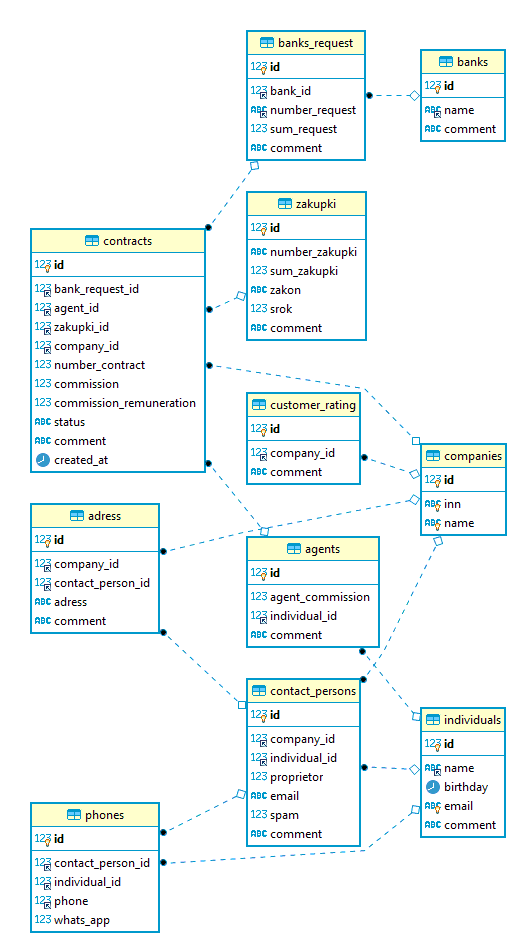 banks_request
123 id
123 bank_id
ABC number_request
123 sum_request
ABC comment
banks
123 id
ABC name
ABC comment
zakupki
123 id
ABC number_zakupki
123 sum_zakupki
ABC zakon
123 srok
ABC comment
contracts
123 id
123 bank_request_id
123 agent_id
123 zakupki_id
123 company_id
123 number_contract
123 commission
123 commission_remuneration
ABC status
ABC comment
created_at
customer_rating
123 id
123 company_id
ABC comment
companies
123 id
ABC inn
ABC name
adress
123 id
123 company_id
123 contact_person_id
ABC adress
ABC comment
agents
123 id
123 agent_commission
123 individual_id
ABC comment
contact_persons
123 id
123 company_id
123 individual_id
123 proprietor
ABC email
123 spam
ABC comment
individuals
123 id
ABC name
birthday
ABC email
ABC comment
phones
123 id
123 contact_person_id
123 individual_id
123 phone
123 whats_app